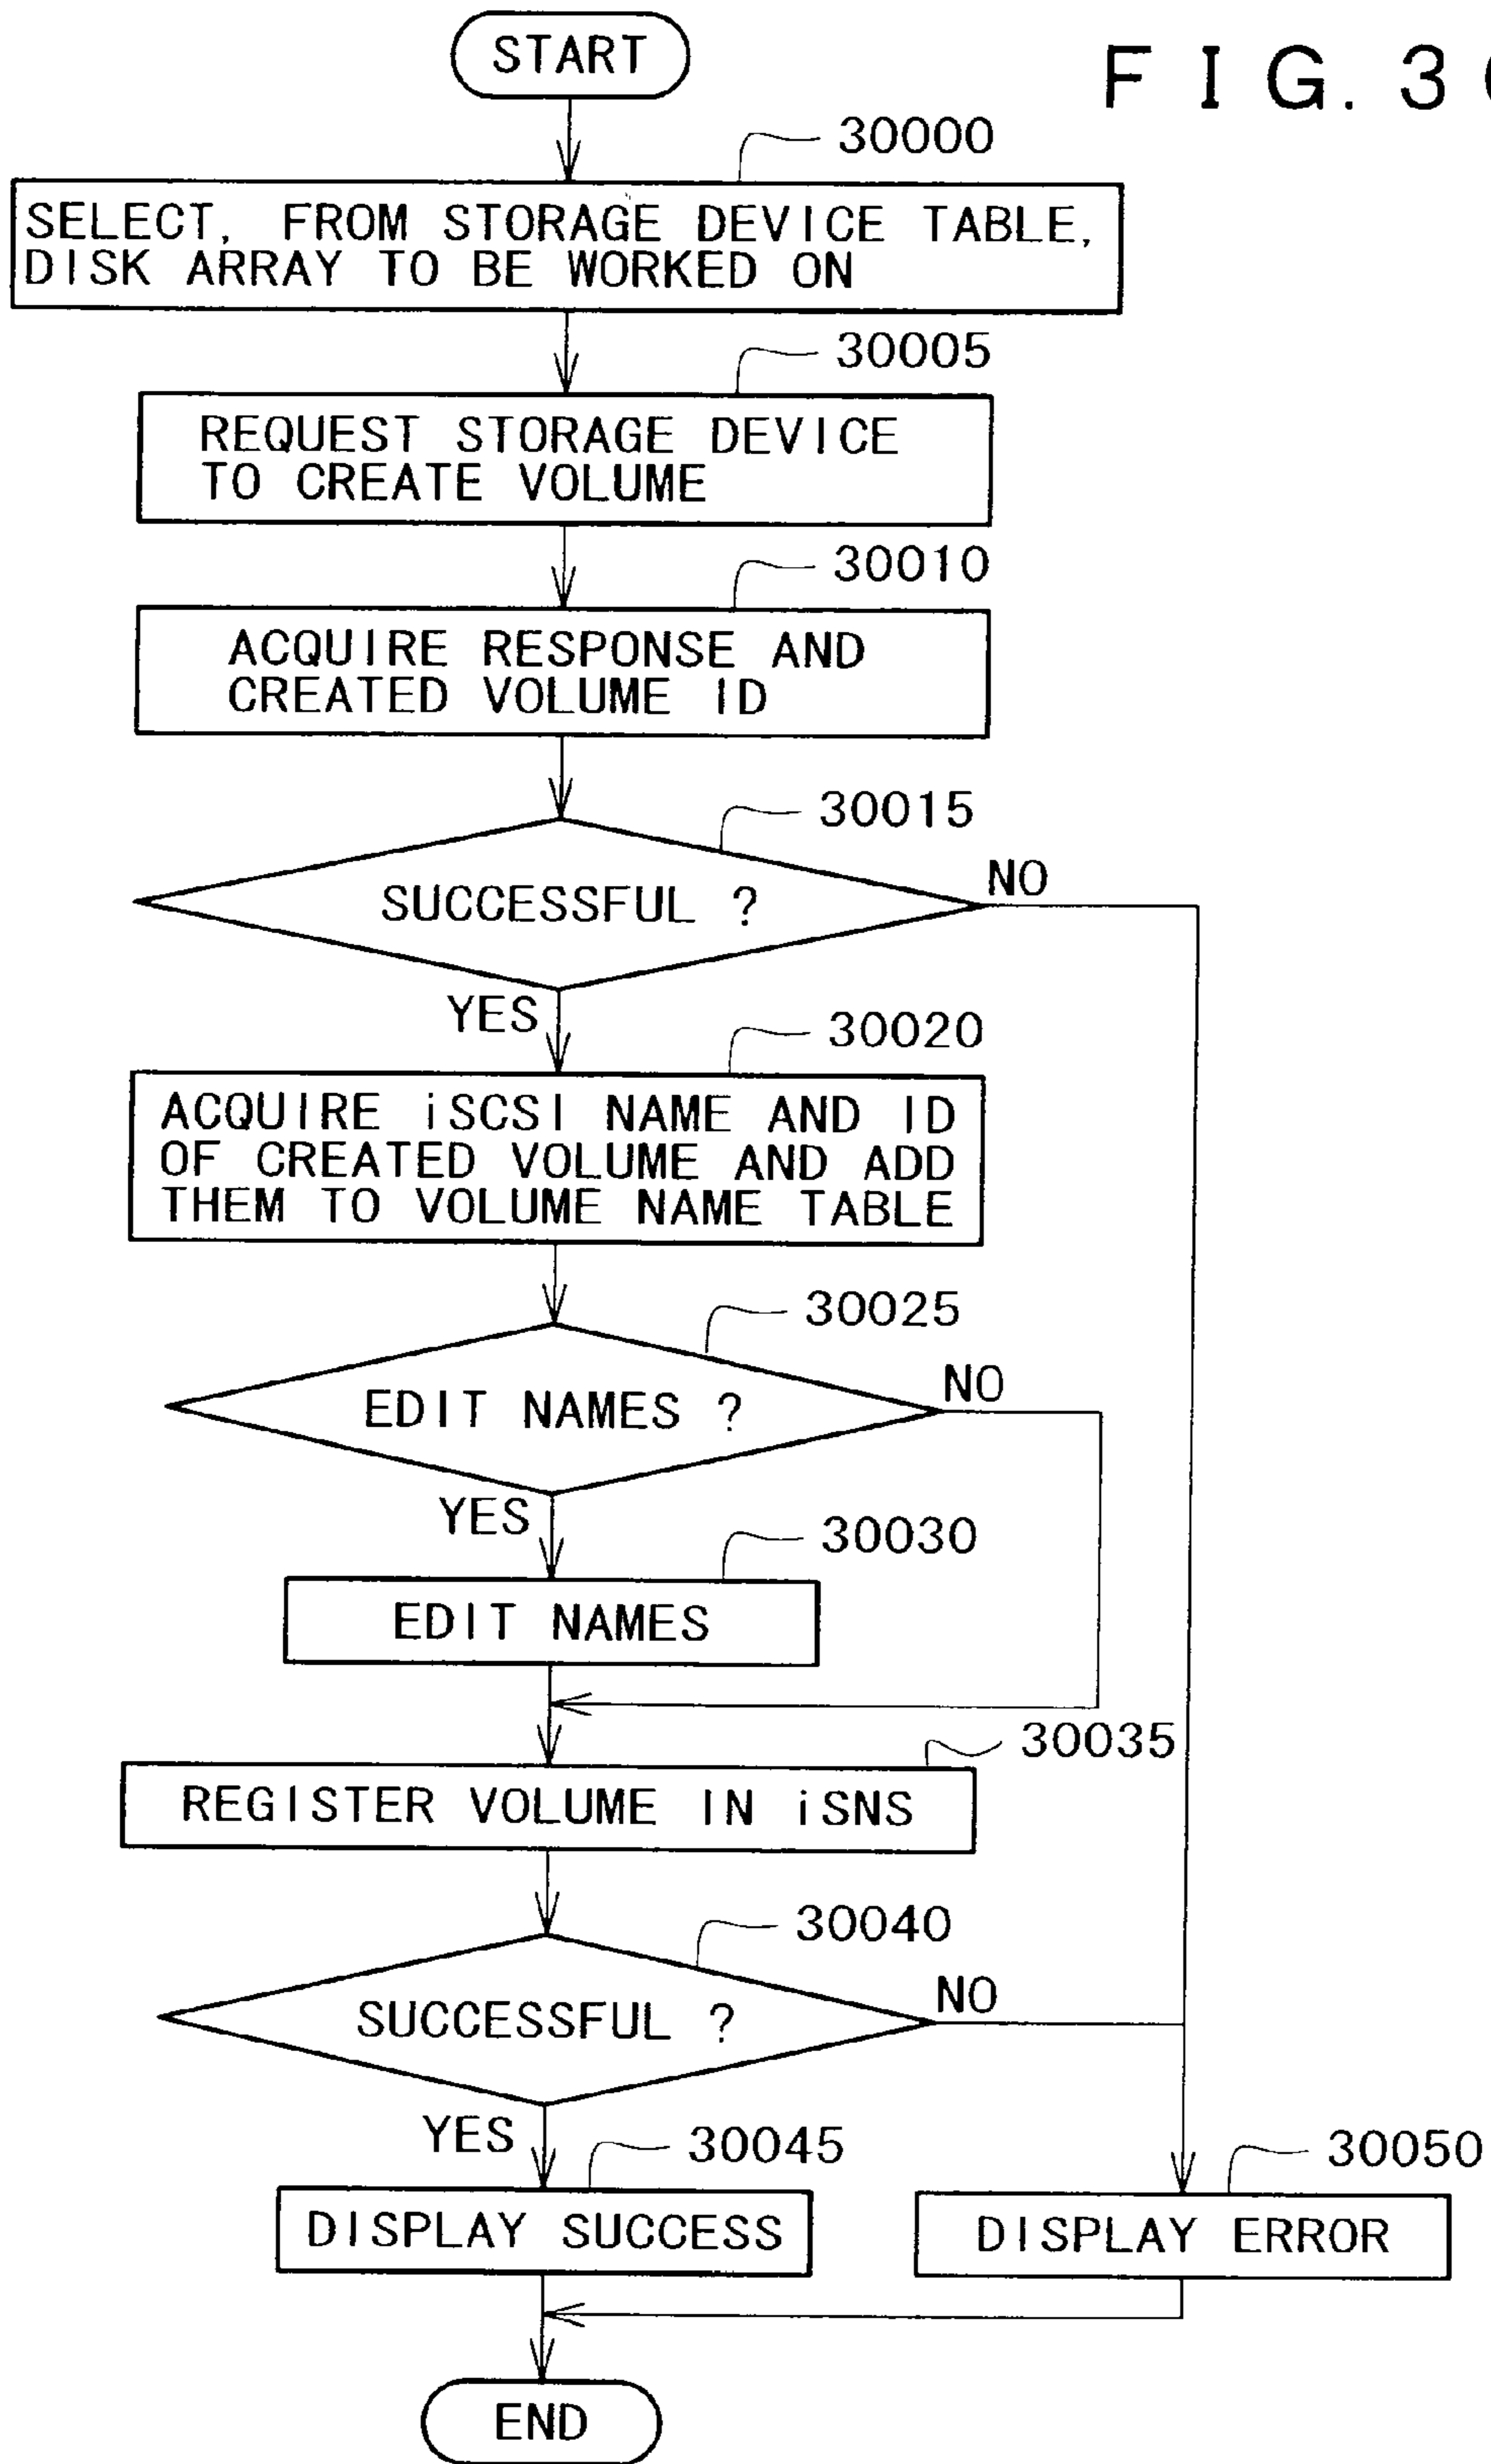 START
F I G. 3
30000
SELECT, FROM STORAGE DEVICE TABLE,
DISK ARRAY TO BE WORKED ON
30005
REQUEST STORAGE DEVICE
TO CREATE VOLUME
30010
ACQUIRE RESPONSE AND
CREATED VOLUME ID
30015
SUCCESSFUL ?
NO
YES
30020
ACQUIRE iSCSI NAME AND ID
OF CREATED VOLUME AND ADD
THEM TO VOLUME NAME TABLE
30025
EDIT NAMES ?
NO
YES
30030
EDIT NAMES
30035
REGISTER VOLUME IN iSNS
30040
SUCCESSFUL ?
NO
YES
30045
30050
DISPLAY SUCCESS
DISPLAY ERROR
END